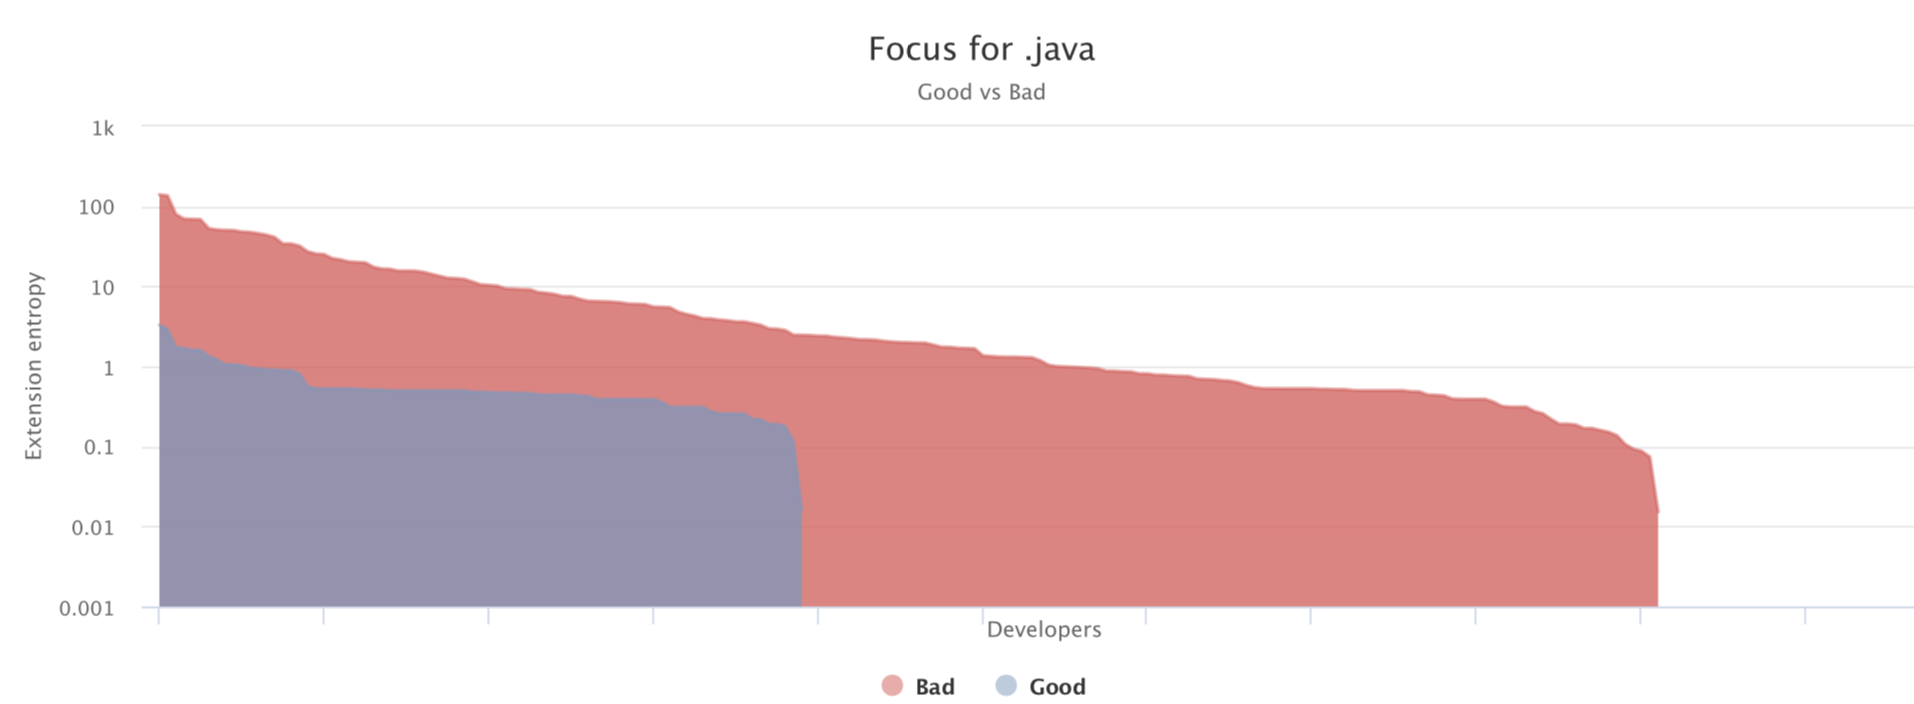 Focus for .java
Good vs Bad
1k
100
10
1
0.1
0.01
0.001
Extension entropy
Developers
Bad
Good